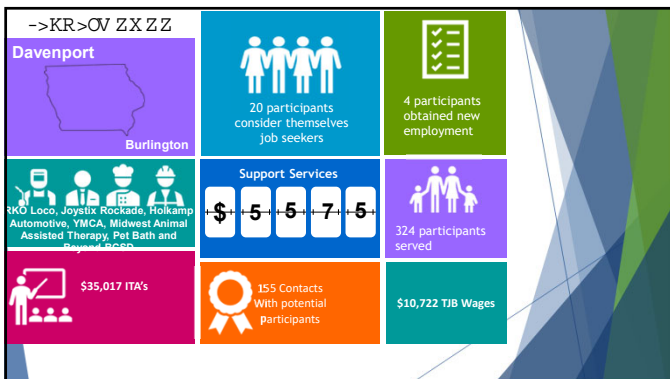 ->KR>OV ZXZZ
Davenport
Burlington
20 participants
consider themselves
job seekers
4 participants
obtained new
employment
RKO Loco, Joystix Rockade, Holkamp
Automotive, YMCA, Midwest Animal
Assisted Therapy, Pet Bath and
Beyond BCSD
Support Services
$ 5 5 7 5
324 participants
served
$35,017 ITA's
155 Contacts
With potential
participants
$10,722 TJB Wages